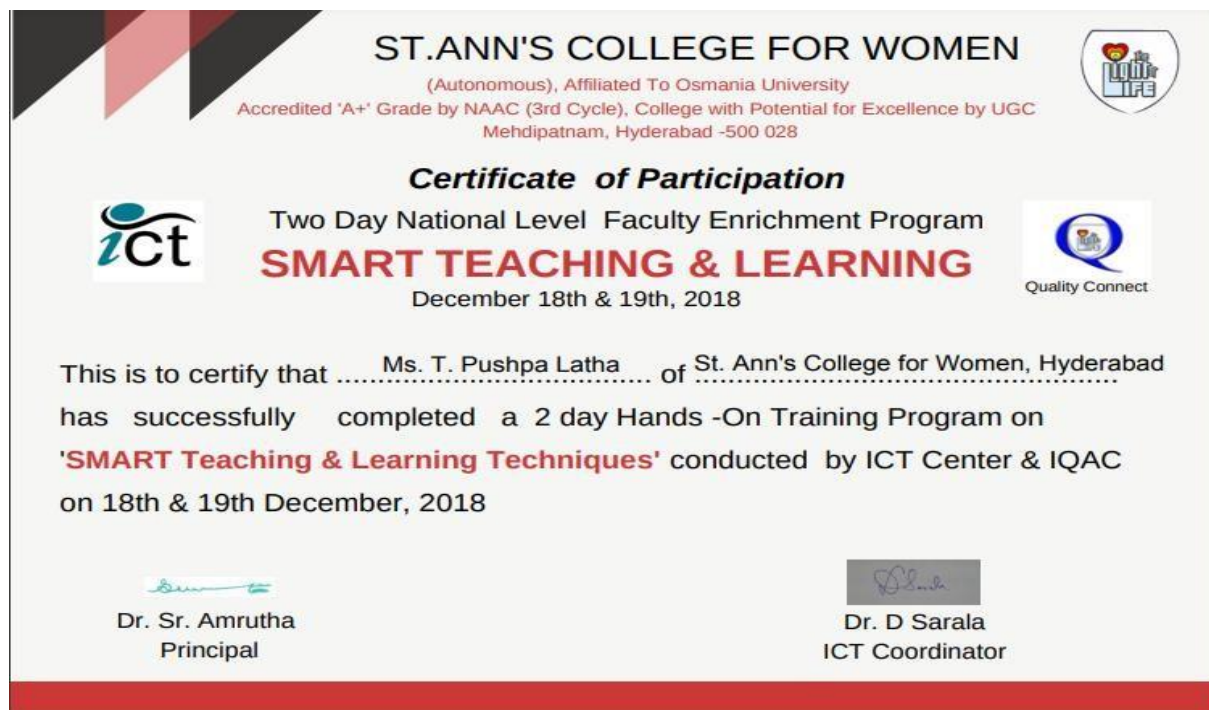 ST.ANN'S COLLEGE FOR WOMEN
(Autonomous), Affiliated To Osmania University
Accredited 'A+' Grade by NAAC (3rd Cycle), College with Potential for Excellence by UGC
Mehdipatnam, Hyderabad -500 028
the
Light
LIFE
Certificate of Participation
ict
Two Day National Level Faculty Enrichment Program
SMART TEACHING & LEARNING
December 18th & 19th, 2018
Quality Connect
This is to certify that ..... Ms. T. Pushpa Latha ..... of St. Ann's College for Women, Hyderabad
has successfully completed a 2 day Hands -On Training Program on
'SMART Teaching & Learning Techniques' conducted by ICT Center & IQAC
on 18th & 19th December, 2018
Dr. Sr. Amrutha
Principal
Dr. D Sarala
ICT Coordinator